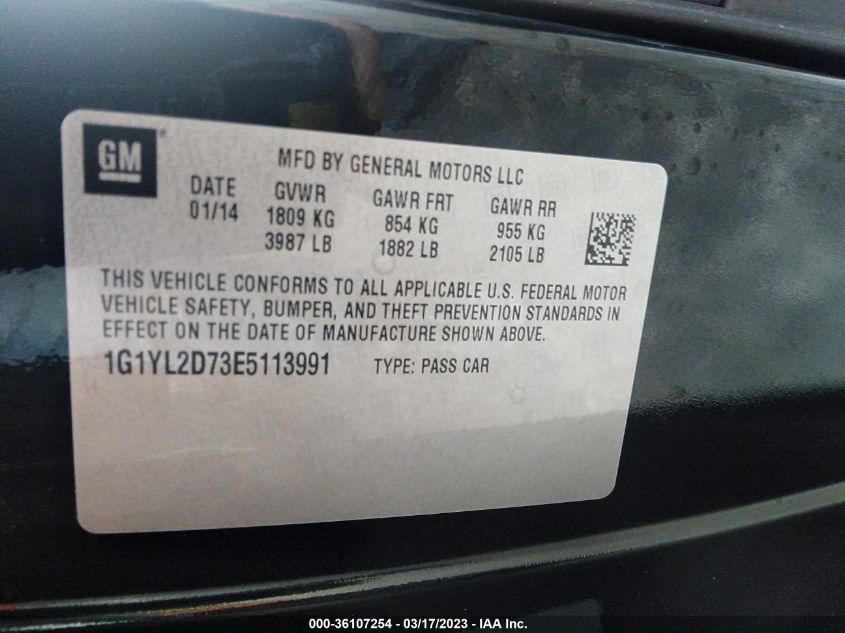 GM®
MFD BY GENERAL MOTORS LLC
DATE GVWR GAWR FRT GAWR RR
01/14 1809 KG 854 KG 955 KG
3987 LB 1882 LB 2105 LB
THIS VEHICLE CONFORMS TO ALL APPLICABLE U.S. FEDERAL MOTOR
VEHICLE SAFETY, BUMPER, AND THEFT PREVENTION STANDARDS IN
EFFECT ON THE DATE OF MANUFACTURE SHOWN ABOVE.
1G1YL2D73E5113991 TYPE: PASS CAR
000-36107254 - 03/17/2023 - IAA Inc.